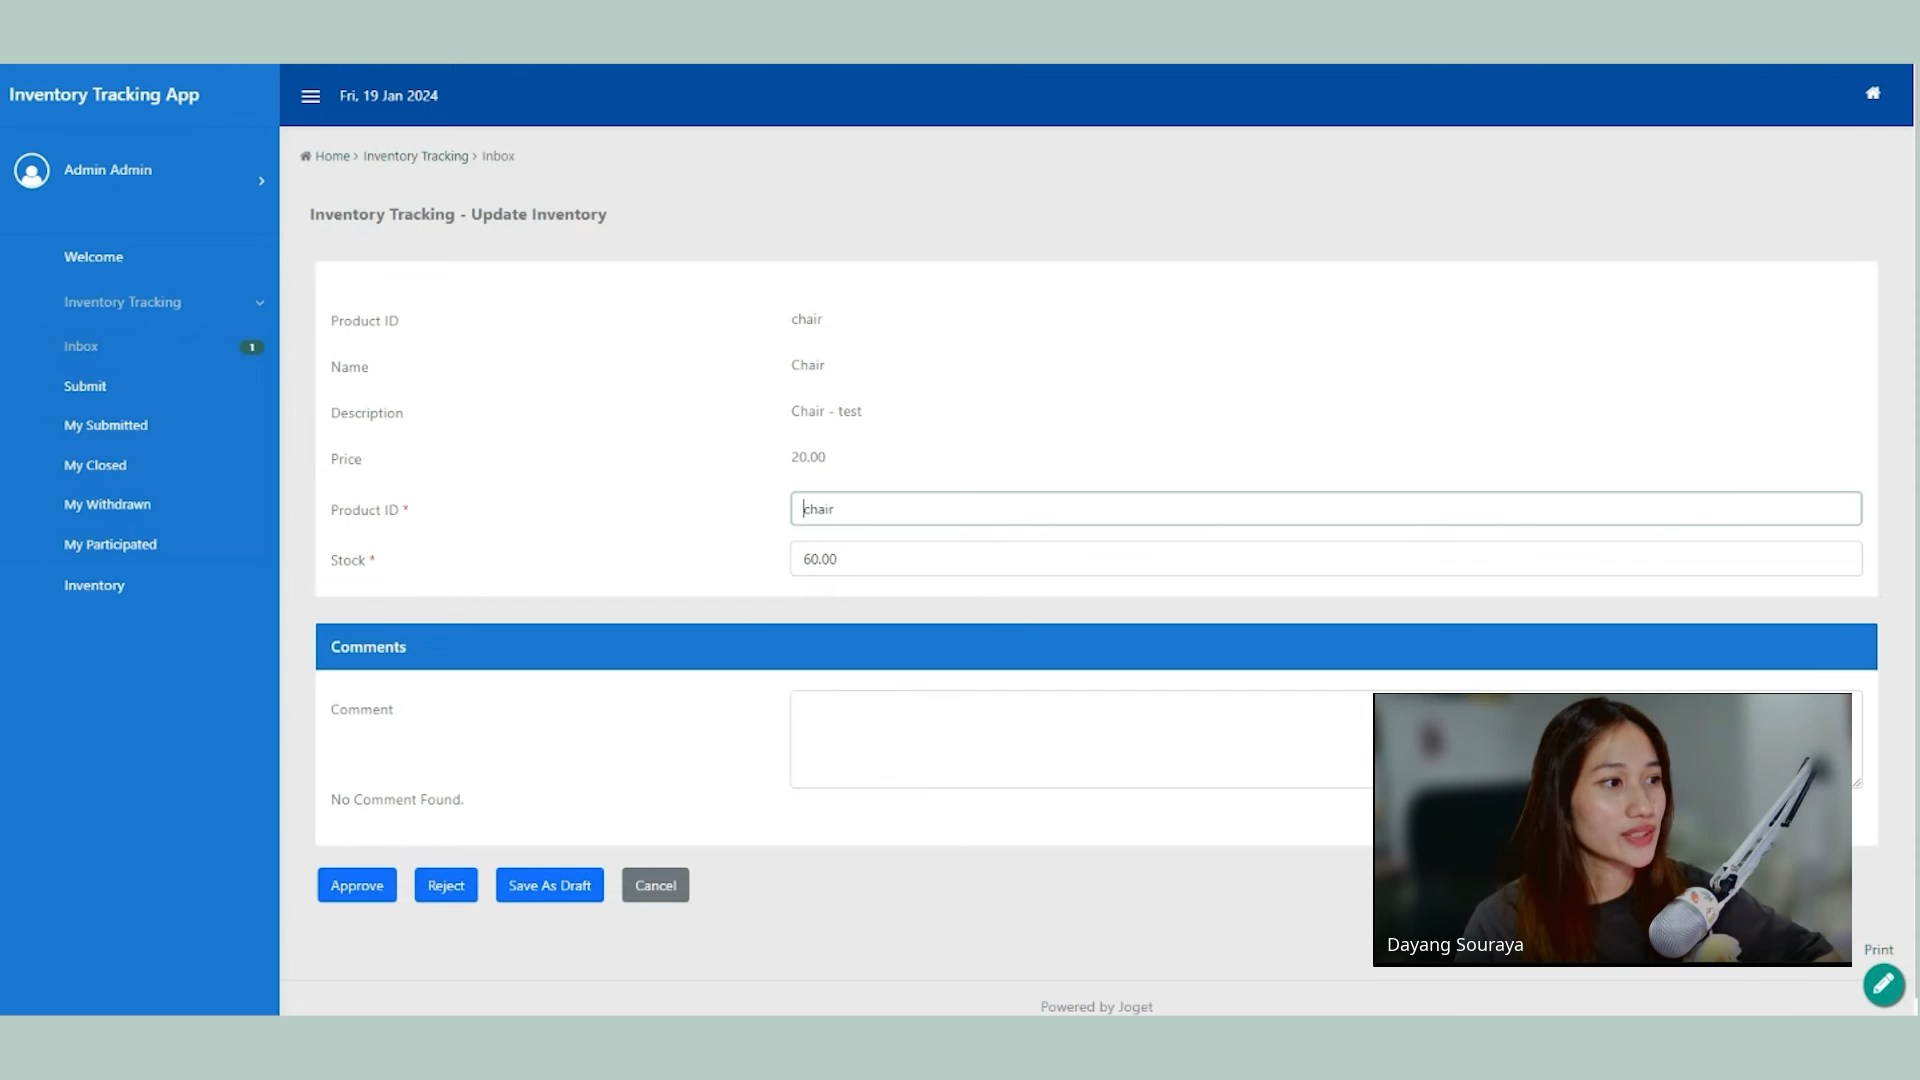 Inventory Tracking App
Fri, 19 Jan 2024
Admin Admin
Welcome
Inventory Tracking
Inbox
1
Submit
My Submitted
My Closed
My Withdrawn
My Participated
Inventory
Home > Inventory Tracking > Inbox
Inventory Tracking - Update Inventory
Product ID chair
Name Chair
Description Chair - test
Price 20.00
Product ID * chair
Stock * 60.00
Comments
Comment
No Comment Found.
Approve Reject Save As Draft Cancel
Dayang Souraya
Print
Powered by Joget